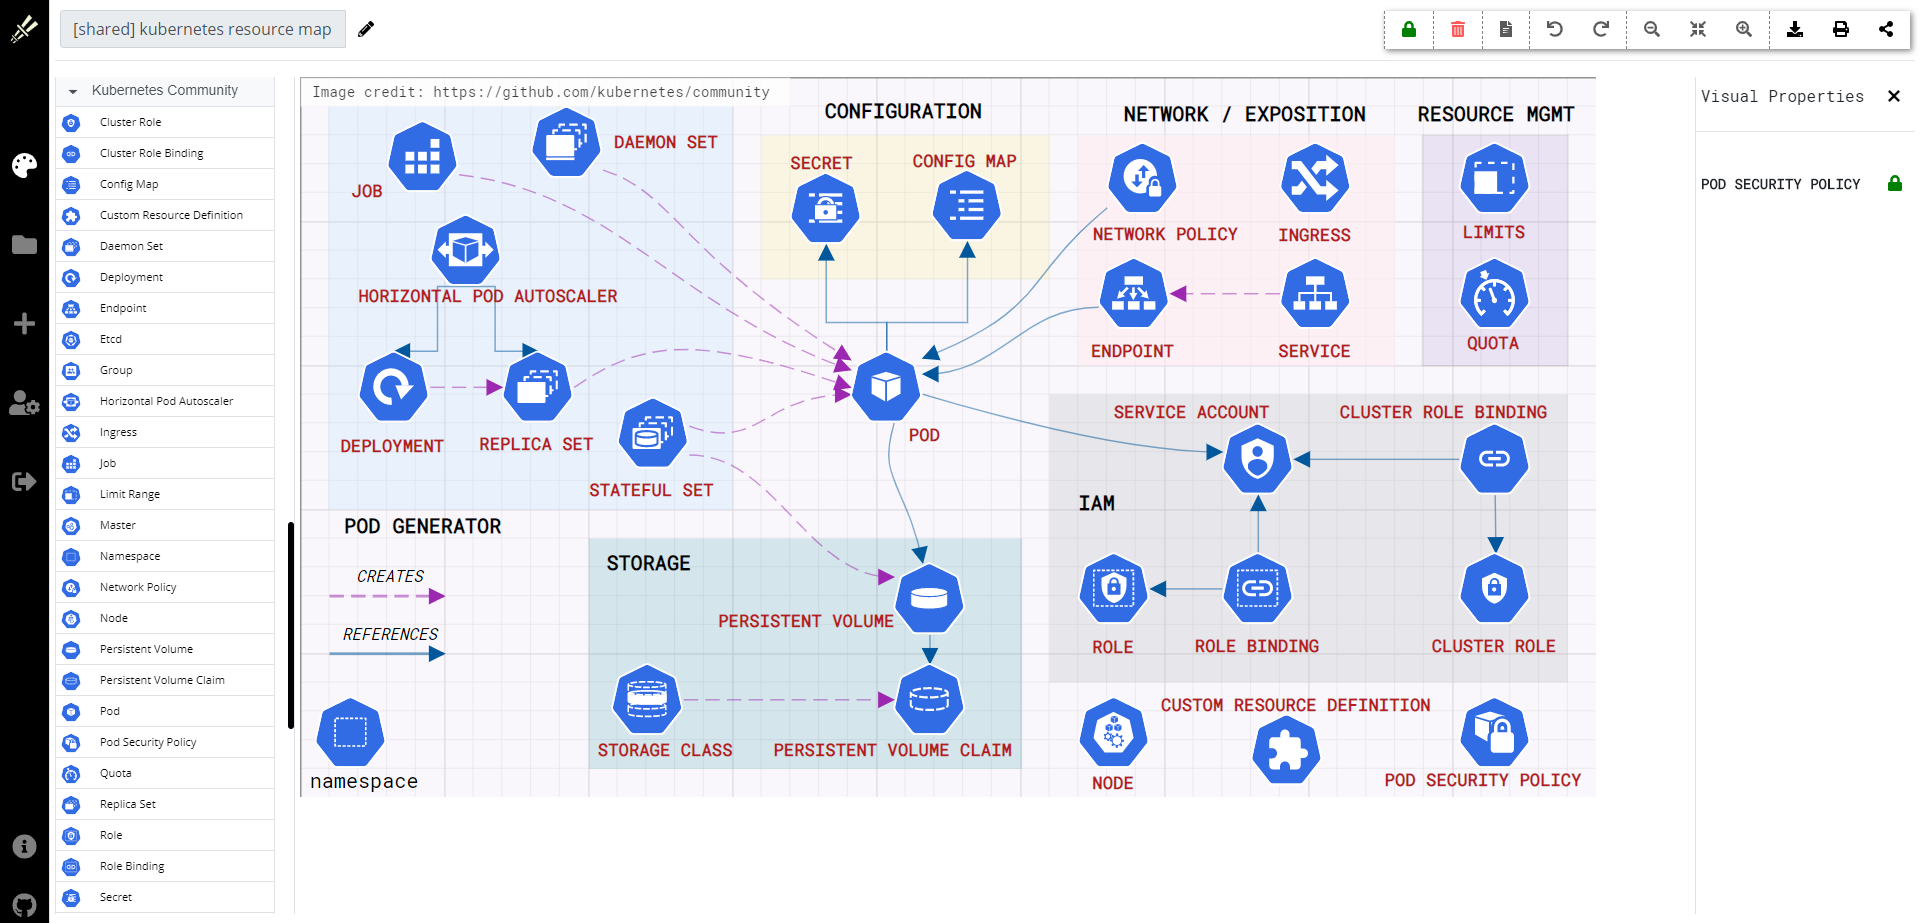 [shared] kubernetes resource map
Kubernetes Community
Cluster Role
Cluster Role Binding
Config Map
Custom Resource Definition
Daemon Set
Deployment
Endpoint
Etcd
Group
Horizontal Pod Autoscaler
Ingress
Job
Limit Range
Master
Namespace
Network Policy
Node
Persistent Volume
Persistent Volume Claim
Pod
Pod Security Policy
Quota
Replica Set
Role
Role Binding
Secret
Image credit: https://github.com/kubernetes/community
JOB
DAEMON SET
HORIZONTAL POD AUTOSCALER
DEPLOYMENT
REPLICA SET
STATEFUL SET
POD GENERATOR
CREATES
REFERENCES
namespace
CONFIGURATION
SECRET
CONFIG MAP
POD
STORAGE
PERSISTENT VOLUME
STORAGE CLASS
PERSISTENT VOLUME CLAIM
NETWORK / EXPOSITION
NETWORK POLICY
INGRESS
ENDPOINT
SERVICE
RESOURCE MGMT
LIMITS
QUOTA
SERVICE ACCOUNT
CLUSTER ROLE BINDING
IAM
ROLE
ROLE BINDING
CLUSTER ROLE
CUSTOM RESOURCE DEFINITION
NODE
POD SECURITY POLICY
Visual Properties
POD SECURITY POLICY